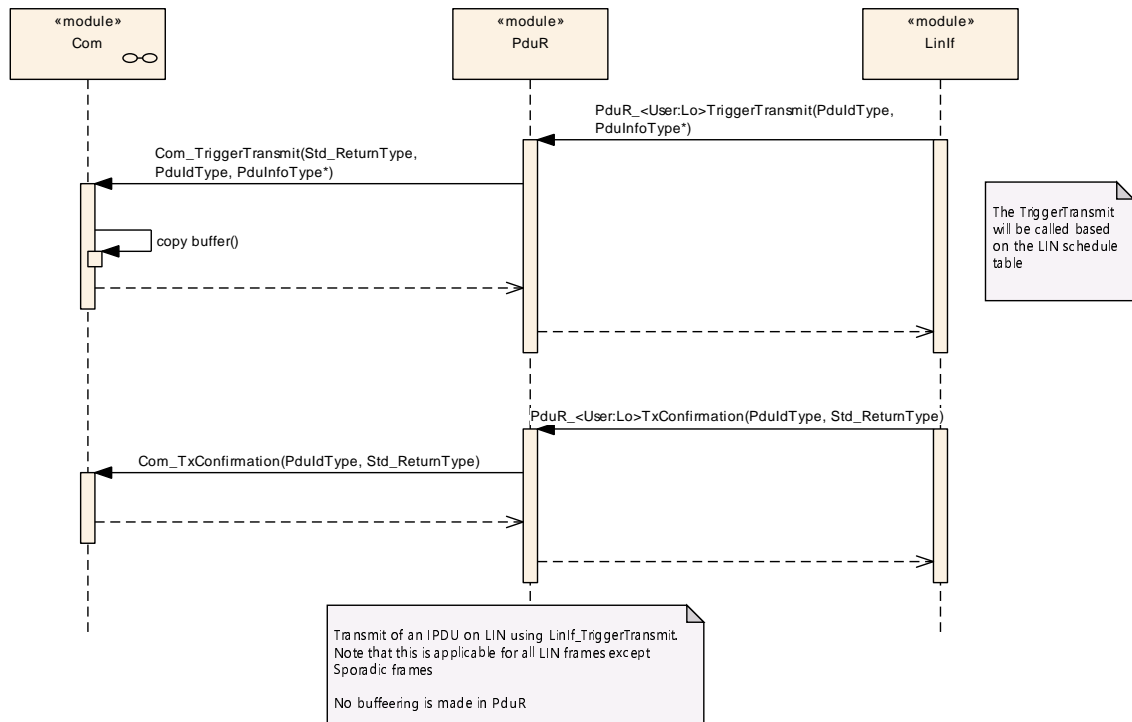 «module»
Com
«module»
PduR
«module»
LinIf
PduR_<User:Lo>TriggerTransmit(PduIdType,
PduInfoType*)
Com_TriggerTransmit(Std_ReturnType,
PduIdType, PduInfoType*)
The TriggerTransmit
will be called based
on the LIN schedule
table
copy buffer()
PduR_<User:Lo>TxConfirmation(PduIdType, Std_ReturnType)
Com_TxConfirmation(PduIdType, Std_ReturnType)
Transmit of an IPDU on LIN using LinIf_TriggerTransmit.
Note that this is applicable for all LIN frames except
Sporadic frames
No buffeering is made in PduR